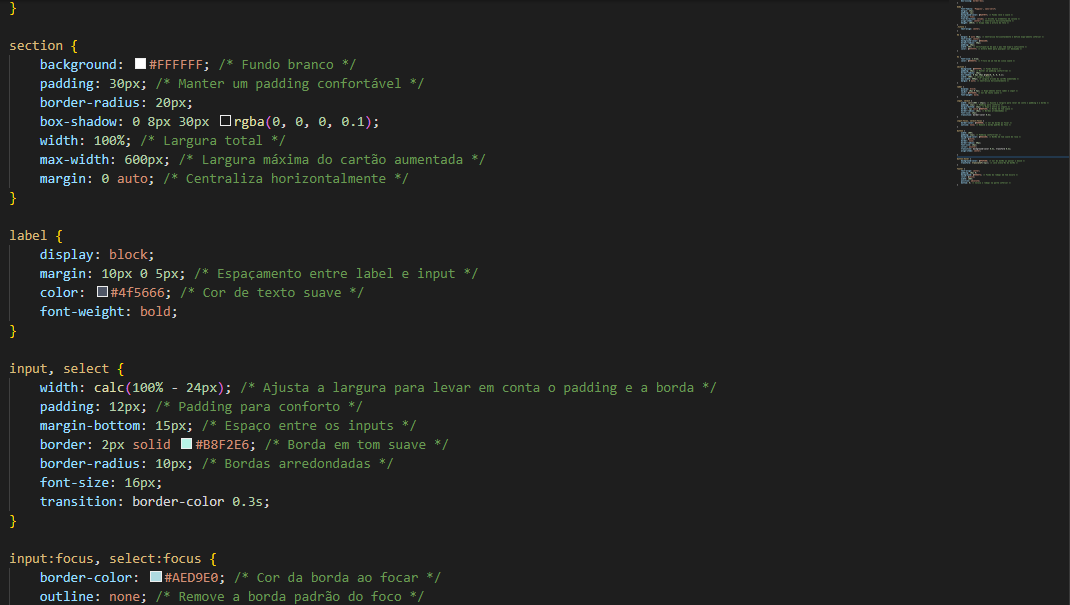 }
section {
background: #FFFFFF; /* Fundo branco */
padding: 30px; /* Manter um padding confortável */
border-radius: 20px;
box-shadow: 0 8px 30px rgba(0, 0, 0, 0.1);
width: 100%; /* Largura total */
max-width: 600px; /* Largura máxima do cartão aumentada */
margin: 0 auto; /* Centraliza horizontalmente */
}
label {
display: block;
margin: 10px 0 5px; /* Espaçamento entre label e input */
color: #4f5666; /* Cor de texto suave */
font-weight: bold;
}
input, select {
width: calc(100% - 24px); /* Ajusta a largura para levar em conta o padding e a borda */
padding: 12px; /* Padding para conforto */
margin-bottom: 15px; /* Espaço entre os inputs */
border: 2px solid #B8F2E6; /* Borda em tom suave */
border-radius: 10px; /* Bordas arredondadas */
font-size: 16px;
transition: border-color 0.3s;
}
input:focus, select:focus {
border-color: #AED9E0; /* Cor da borda ao focar */
outline: none; /* Remove a borda padrão do foco */